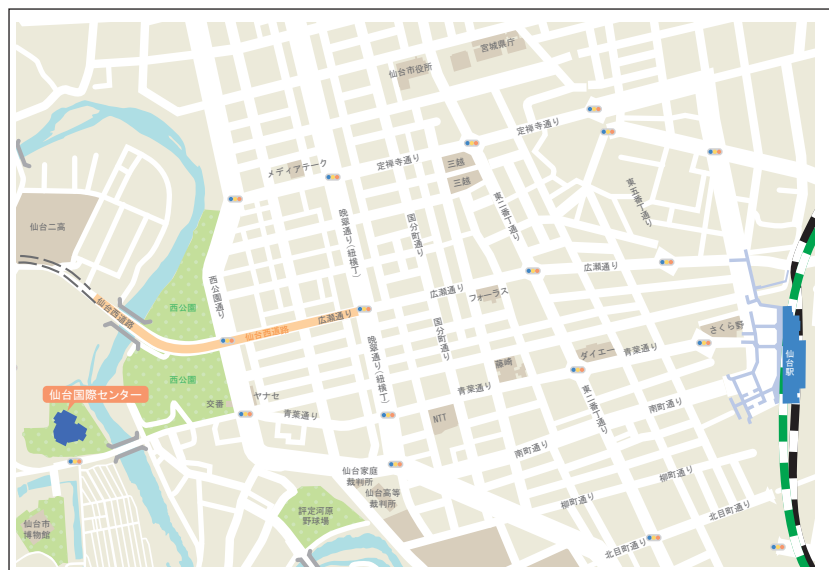 宮城県庁
仙台市役所
定禅寺通り
定禅寺通り
メディアテーク
三越
三越
東五番丁通り
東二番丁通り
国分町通り
晩翠通り(紐横丁)
仙台二高
西公園通り
広瀬通り
広瀬通り
フォーラス
西公園
仙台西道路
広瀬通り
仙台西道路
国分町通り
さくら野
仙台駅
晩翠通り(紐横丁)
ダイエー
青葉通り
藤崎
西公園
仙台国際センター
ヤナセ
交番
青葉通り
青葉通り
東二番丁通り
南町通り
NTT
南町通り
仙台家庭
裁判所
柳町通り
仙台高等
裁判所
柳町通り
評定河原
野球場
北目町通り
仙台市
博物館
北目町通り